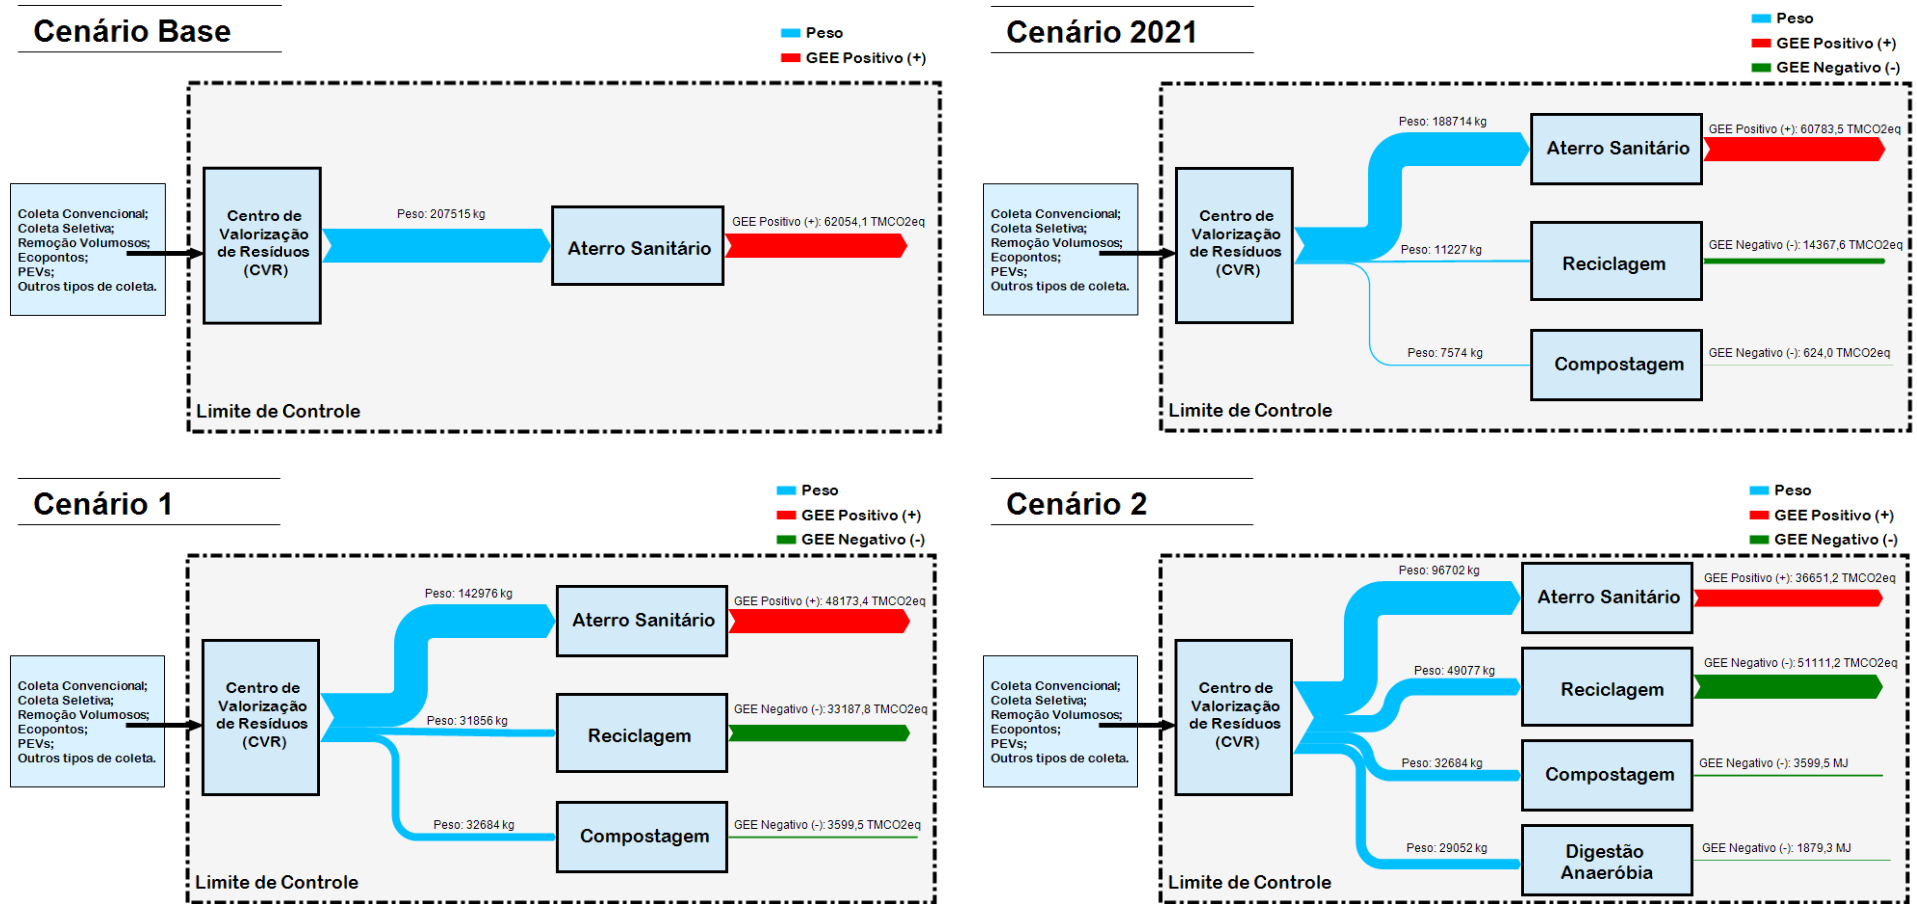 Cenário Base
Peso
GEE Positivo (+)
Coleta Convencional;
Coleta Seletiva;
Remoção Volumosos;
Ecopontos;
PEVs;
Outros tipos de coleta.
Centro de
Valorização
de Resíduos
(CVR)
Peso: 207515 kg
Aterro Sanitário
GEE Positivo (+): 62054,1 TMCO2eq
Limite de Controle
Cenário 2021
Peso
GEE Positivo (+)
GEE Negativo (-)
Coleta Convencional;
Coleta Seletiva;
Remoção Volumosos;
Ecopontos;
PEVs;
Outros tipos de coleta.
Centro de
Valorização
de Resíduos
(CVR)
Peso: 188714 kg
Aterro Sanitário
GEE Positivo (+): 60783,5 TMCO2eq
Peso: 11227 kg
Reciclagem
GEE Negativo (-): 14367,6 TMCO2eq
Peso: 7574 kg
Compostagem
GEE Negativo (-): 624,0 TMCO2eq
Limite de Controle
Cenário 1
Peso
GEE Positivo (+)
GEE Negativo (-)
Coleta Convencional;
Coleta Seletiva;
Remoção Volumosos;
Ecopontos;
PEVs;
Outros tipos de coleta.
Centro de
Valorização
de Resíduos
(CVR)
Peso: 142976 kg
Aterro Sanitário
GEE Positivo (+): 48173,4 TMCO2eq
Peso: 31856 kg
Reciclagem
GEE Negativo (-): 33187,8 TMCO2eq
Peso: 32684 kg
Compostagem
GEE Negativo (-): 3599,5 TMCO2eq
Limite de Controle
Cenário 2
Peso
GEE Positivo (+)
GEE Negativo (-)
Coleta Convencional;
Coleta Seletiva;
Remoção Volumosos;
Ecopontos;
PEVs;
Outros tipos de coleta.
Centro de
Valorização
de Resíduos
(CVR)
Peso: 96702 kg
Aterro Sanitário
GEE Positivo (+): 36651,2 TMCO2eq
Peso: 49077 kg
Reciclagem
GEE Negativo (-): 51111,2 TMCO2eq
Peso: 32684 kg
Compostagem
GEE Negativo (-): 3599,5 MJ
Peso: 29052 kg
Digestão
Anaeróbia
GEE Negativo (-): 1879,3 MJ
Limite de Controle